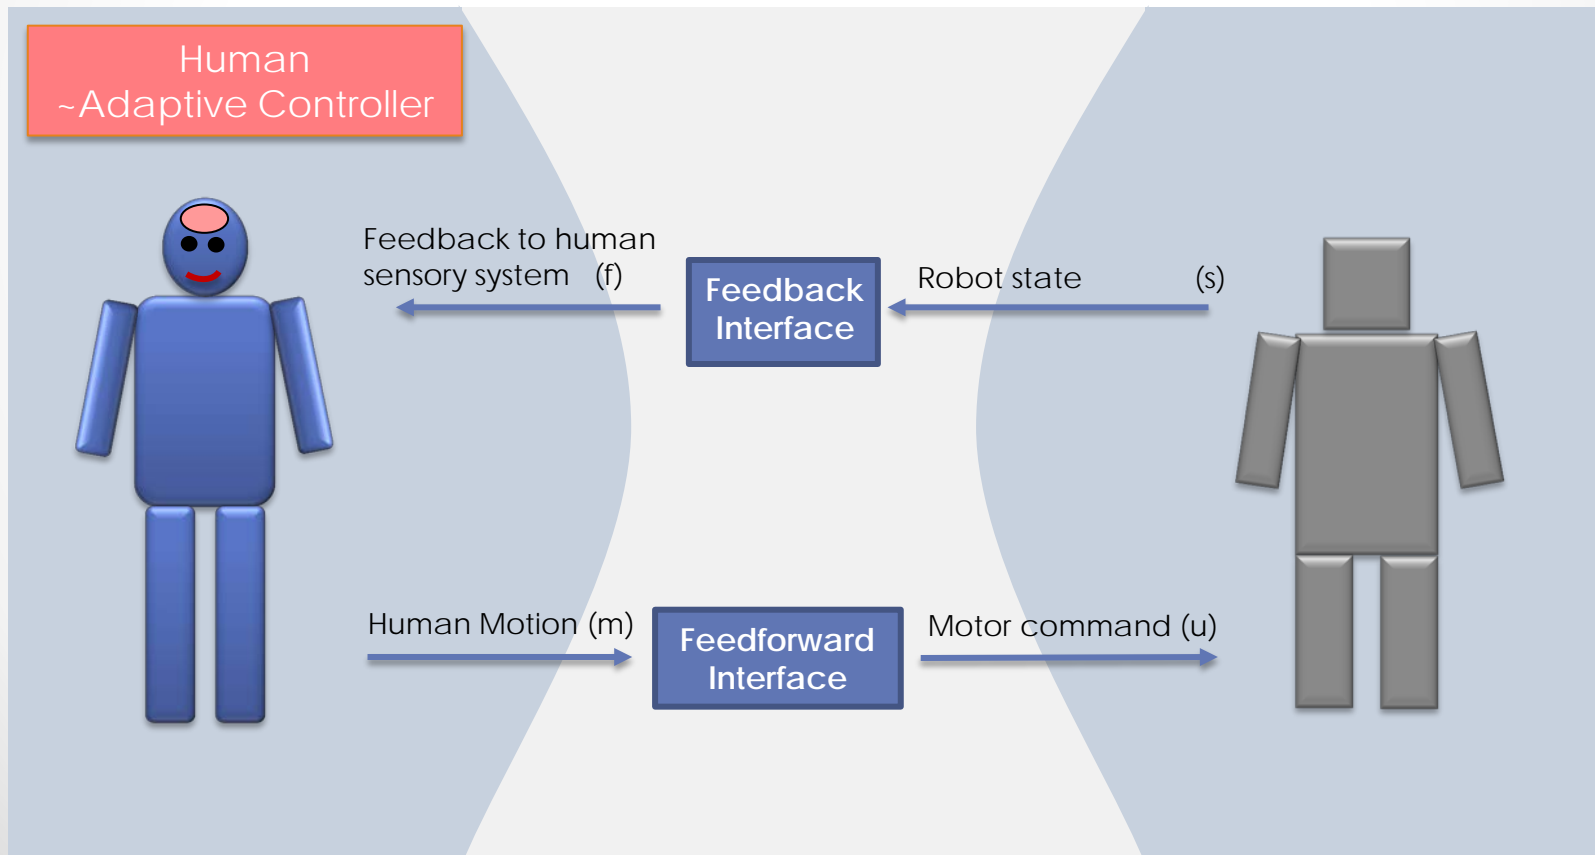 Human
~Adaptive Controller
Feedback to human
sensory system (f)
Feedback
Interface
Robot state (s)
Human Motion (m)
Feedforward
Interface
Motor command (u)